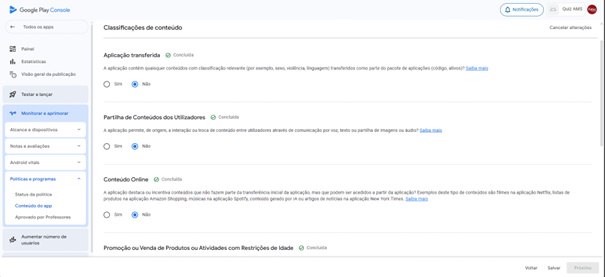 Google Play Console
Notificações
Quiz AMS
Todos os apps
Classificações de conteúdo
Cancelar alterações
Painel
Estatísticas
Visão geral da publicação
Testar e lançar
Monitorar e aprimorar
Alcance e dispositivos
Notas e avaliações
Android vitals
Políticas e programas
Status da política
Conteúdo do app
Aprovado por Professores
Aumentar número de
usuários
Aplicação transferida Concluída
A aplicação contém quaisquer conteúdos com classificação relevante (por exemplo, sexo, violência, linguagem) transferidos como parte do pacote de aplicações (código, ativos)? Saiba mais
Sim Não
Partilha de Conteúdos dos Utilizadores Concluída
A aplicação permite, de origem, a interação ou troca de conteúdo entre utilizadores através de comunicação por voz, texto ou partilha de imagens ou áudio? Saiba mais
Sim Não
Conteúdo Online Concluída
A aplicação destaca ou incentiva conteúdos que não fazem parte da transferência inicial da aplicação, mas que podem ser acedidos a partir da aplicação? Exemplos deste tipo de conteúdos são filmes na aplicação Netflix, listas de
produtos na aplicação Amazon Shopping, músicas na aplicação Spotify, conteúdo gerado por IA ou artigos de notícias na aplicação New York Times. Saiba mais
Sim Não
Promoção ou Venda de Produtos ou Atividades com Restrições de Idade Concluída
Voltar
Salvar
Próximo